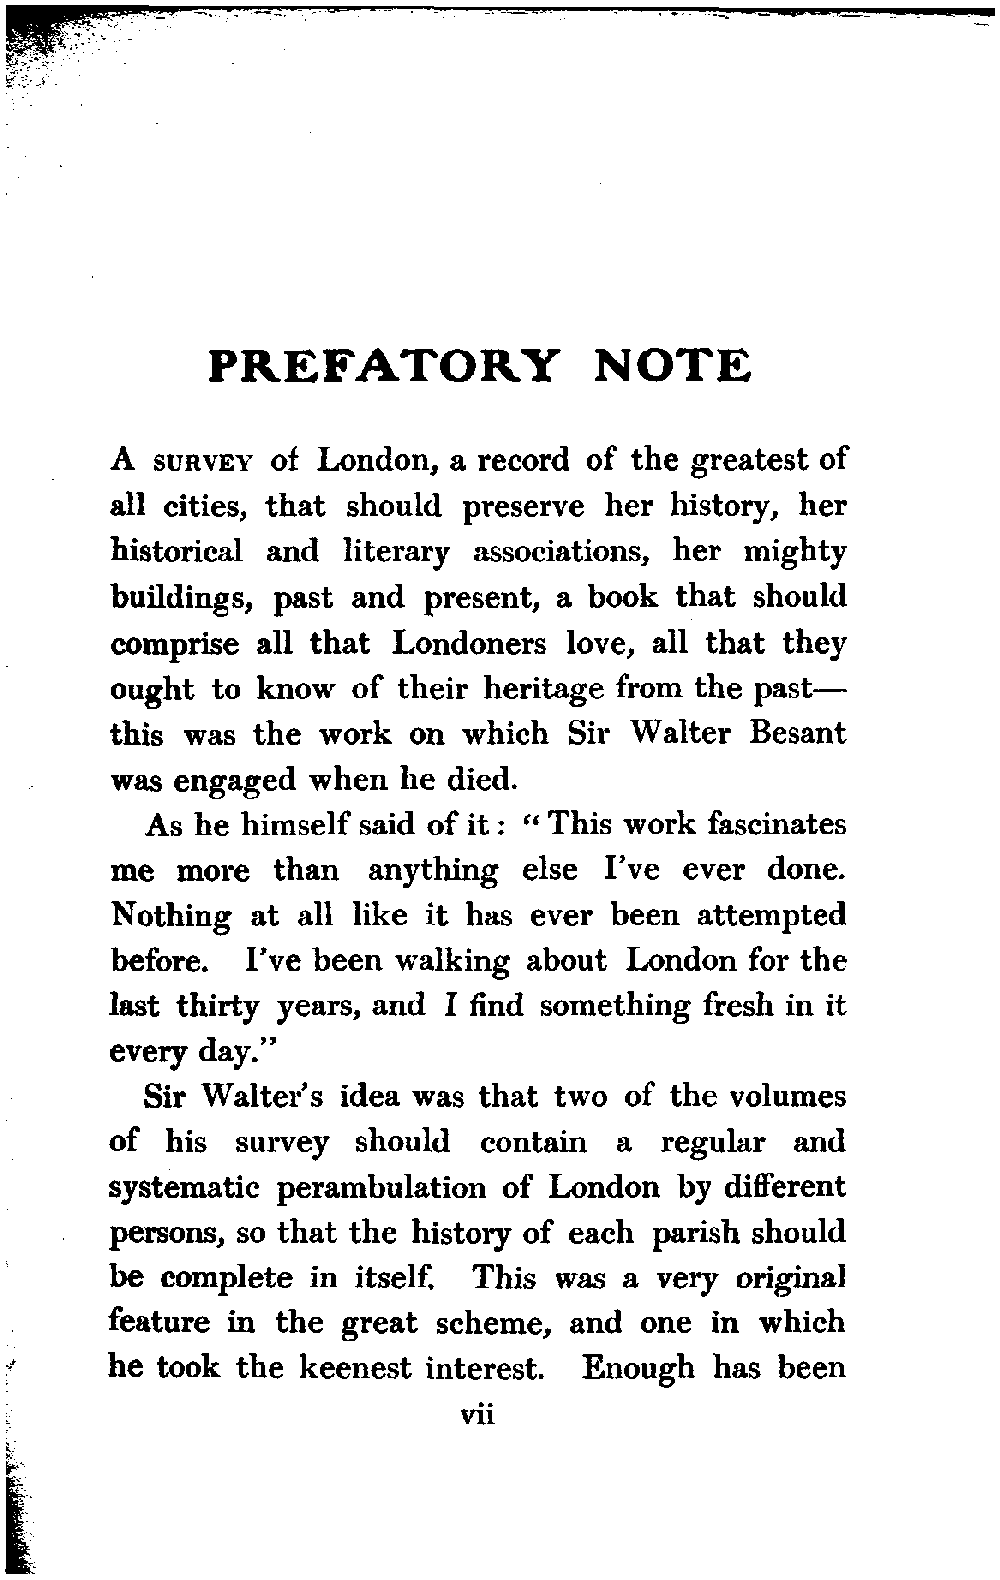 PREFATORY NOTE
A SURVEY of London, a record of the greatest of
all cities, that should preserve her history, her
historical and literary associations, her mighty
buildings, past and present, a book that should
comprise all that Londoners love, all that they
ought to know of their heritage from the past—
this was the work on which Sir Walter Besant
was engaged when he died.
As he himself said of it : “ This work fascinates
me more than anything else I’ve ever done.
Nothing at all like it has ever been attempted
before. I’ve been walking about London for the
last thirty years, and I find something fresh in it
every day.”
Sir Walter’s idea was that two of the volumes
of his survey should contain a regular and
systematic perambulation of London by different
persons, so that the history of each parish should
be complete in itself. This was a very original
feature in the great scheme, and one in which
he took the keenest interest. Enough has been
vii